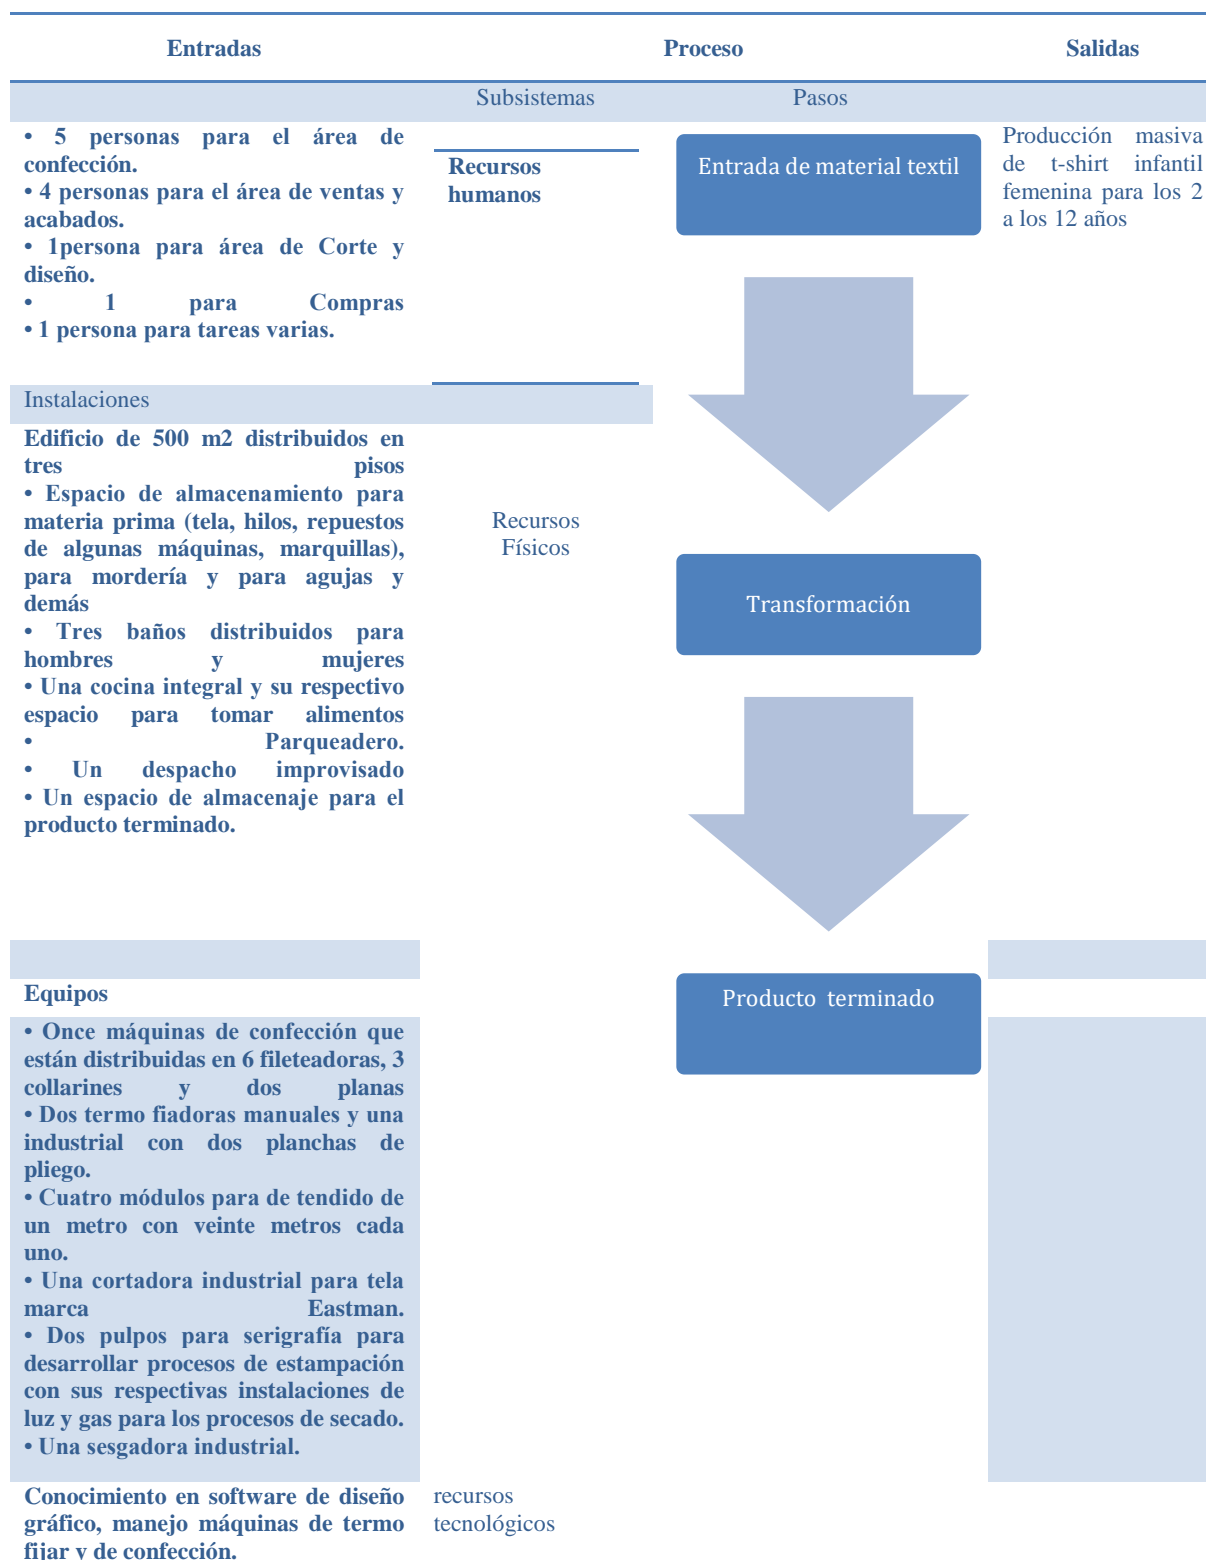 Entradas
Proceso
Salidas
Subsistemas
Pasos
• 5 personas para el área de
confección.
• 4 personas para el área de ventas y
acabados.
• 1persona para área de Corte y
diseño.
• 1 para Compras
• 1 persona para tareas varias.
Recursos
humanos
Entrada de material textil
Producción masiva
de t-shirt infantil
femenina para los 2
a los 12 años
Instalaciones
Edificio de 500 m2 distribuidos en
tres pisos
• Espacio de almacenamiento para
materia prima (tela, hilos, repuestos
de algunas máquinas, marquillas),
para mordería y para agujas y
demás
• Tres baños distribuidos para
hombres y mujeres
• Una cocina integral y su respectivo
espacio para tomar alimentos
• Parqueadero.
• Un despacho improvisado
• Un espacio de almacenaje para el
producto terminado.
Recursos
Físicos
Transformación
Equipos
Producto terminado
• Once máquinas de confección que
están distribuidas en 6 fileteadoras, 3
collarines y dos planas
• Dos termo fiadoras manuales y una
industrial con dos planchas de
pliego.
• Cuatro módulos para de tendido de
un metro con veinte metros cada
uno.
• Una cortadora industrial para tela
marca Eastman.
• Dos pulpos para serigrafía para
desarrollar procesos de estampación
con sus respectivas instalaciones de
luz y gas para los procesos de secado.
• Una sesgadora industrial.
Conocimiento en software de diseño
gráfico, manejo máquinas de termo
fijar y de confección.
recursos
tecnológicos